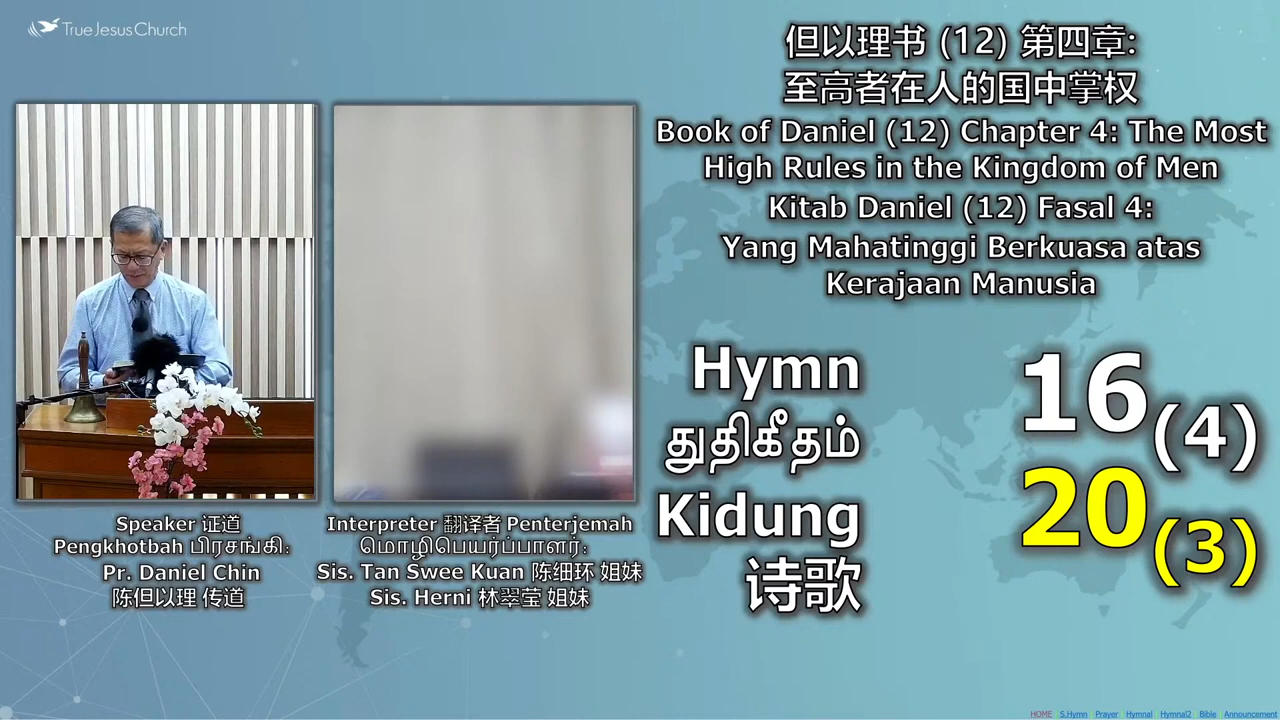 True Jesus Church
但以理书 (12) 第四章:
至高者在人的国中掌权
Book of Daniel (12) Chapter 4: The Most
High Rules in the Kingdom of Men
Kitab Daniel (12) Fasal 4:
Yang Mahatinggi Berkuasa atas
Kerajaan Manusia
Hymn
துதிகீதம்
Kidung
诗歌
16(4)
20(3)
Speaker 证道
Pengkhotbah பிரசங்கி:
Pr. Daniel Chin
陈但以理 传道
Interpreter 翻译者 Penterjemah
மொழிபெயர்ப்பாளர்:
Sis. Tan Swee Kuan 陈细环 姐妹
Sis. Herni 林翠莹 姐妹
HOME S.Hymn Prayer Hymnal Hymnal2 Bible Announcement